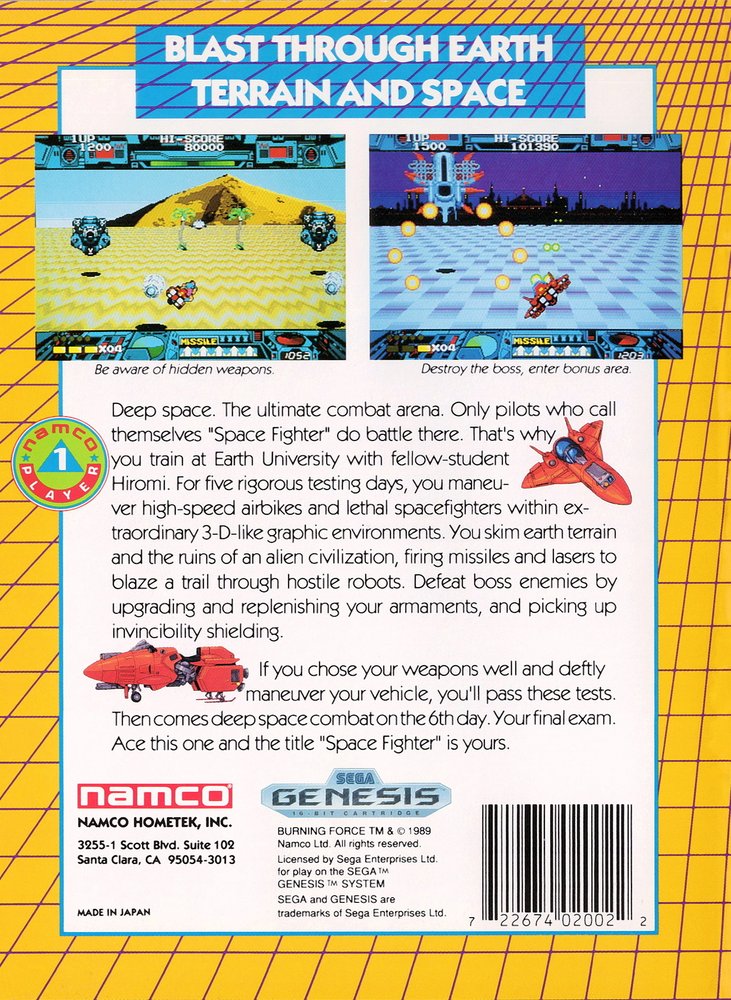 BLAST THROUGH EARTH
TERRAIN AND SPACE
1UP HI-SCORE
1200 80000
X04 MISSILE 1052
1UP HI-SCORE
1500 101390
X04 MISSILE 1203
Be aware of hidden weapons.
Destroy the boss, enter bonus area.
Deep space. The ultimate combat arena. Only pilots who call
themselves "Space Fighter" do battle there. That's why
you train at Earth University with fellow-student
Hiromi. For five rigorous testing days, you maneu-
ver high-speed airbikes and lethal spacefighters within ex-
traordinary 3-D-like graphic environments. You skim earth terrain
and the ruins of an alien civilization, firing missiles and lasers to
blaze a trail through hostile robots. Defeat boss enemies by
upgrading and replenishing your armaments, and picking up
invincibility shielding.
namco
1
PLAYER
If you chose your weapons well and deftly
maneuver your vehicle, you'll pass these tests.
Then comes deep space combat on the 6th day. Your final exam.
Ace this one and the title "Space Fighter" is yours.
namco®
NAMCO HOMETEK, INC.
3255-1 Scott Blvd. Suite 102
Santa Clara, CA 95054-3013
MADE IN JAPAN
SEGA
GENESIS
16-BIT CARTRIDGE
BURNING FORCE TM & © 1989
Namco Ltd. All rights reserved.
Licensed by Sega Enterprises Ltd.
for play on the SEGA TM
GENESIS TM SYSTEM
SEGA and GENESIS are
trademarks of Sega Enterprises Ltd.
7 22674 02002 2